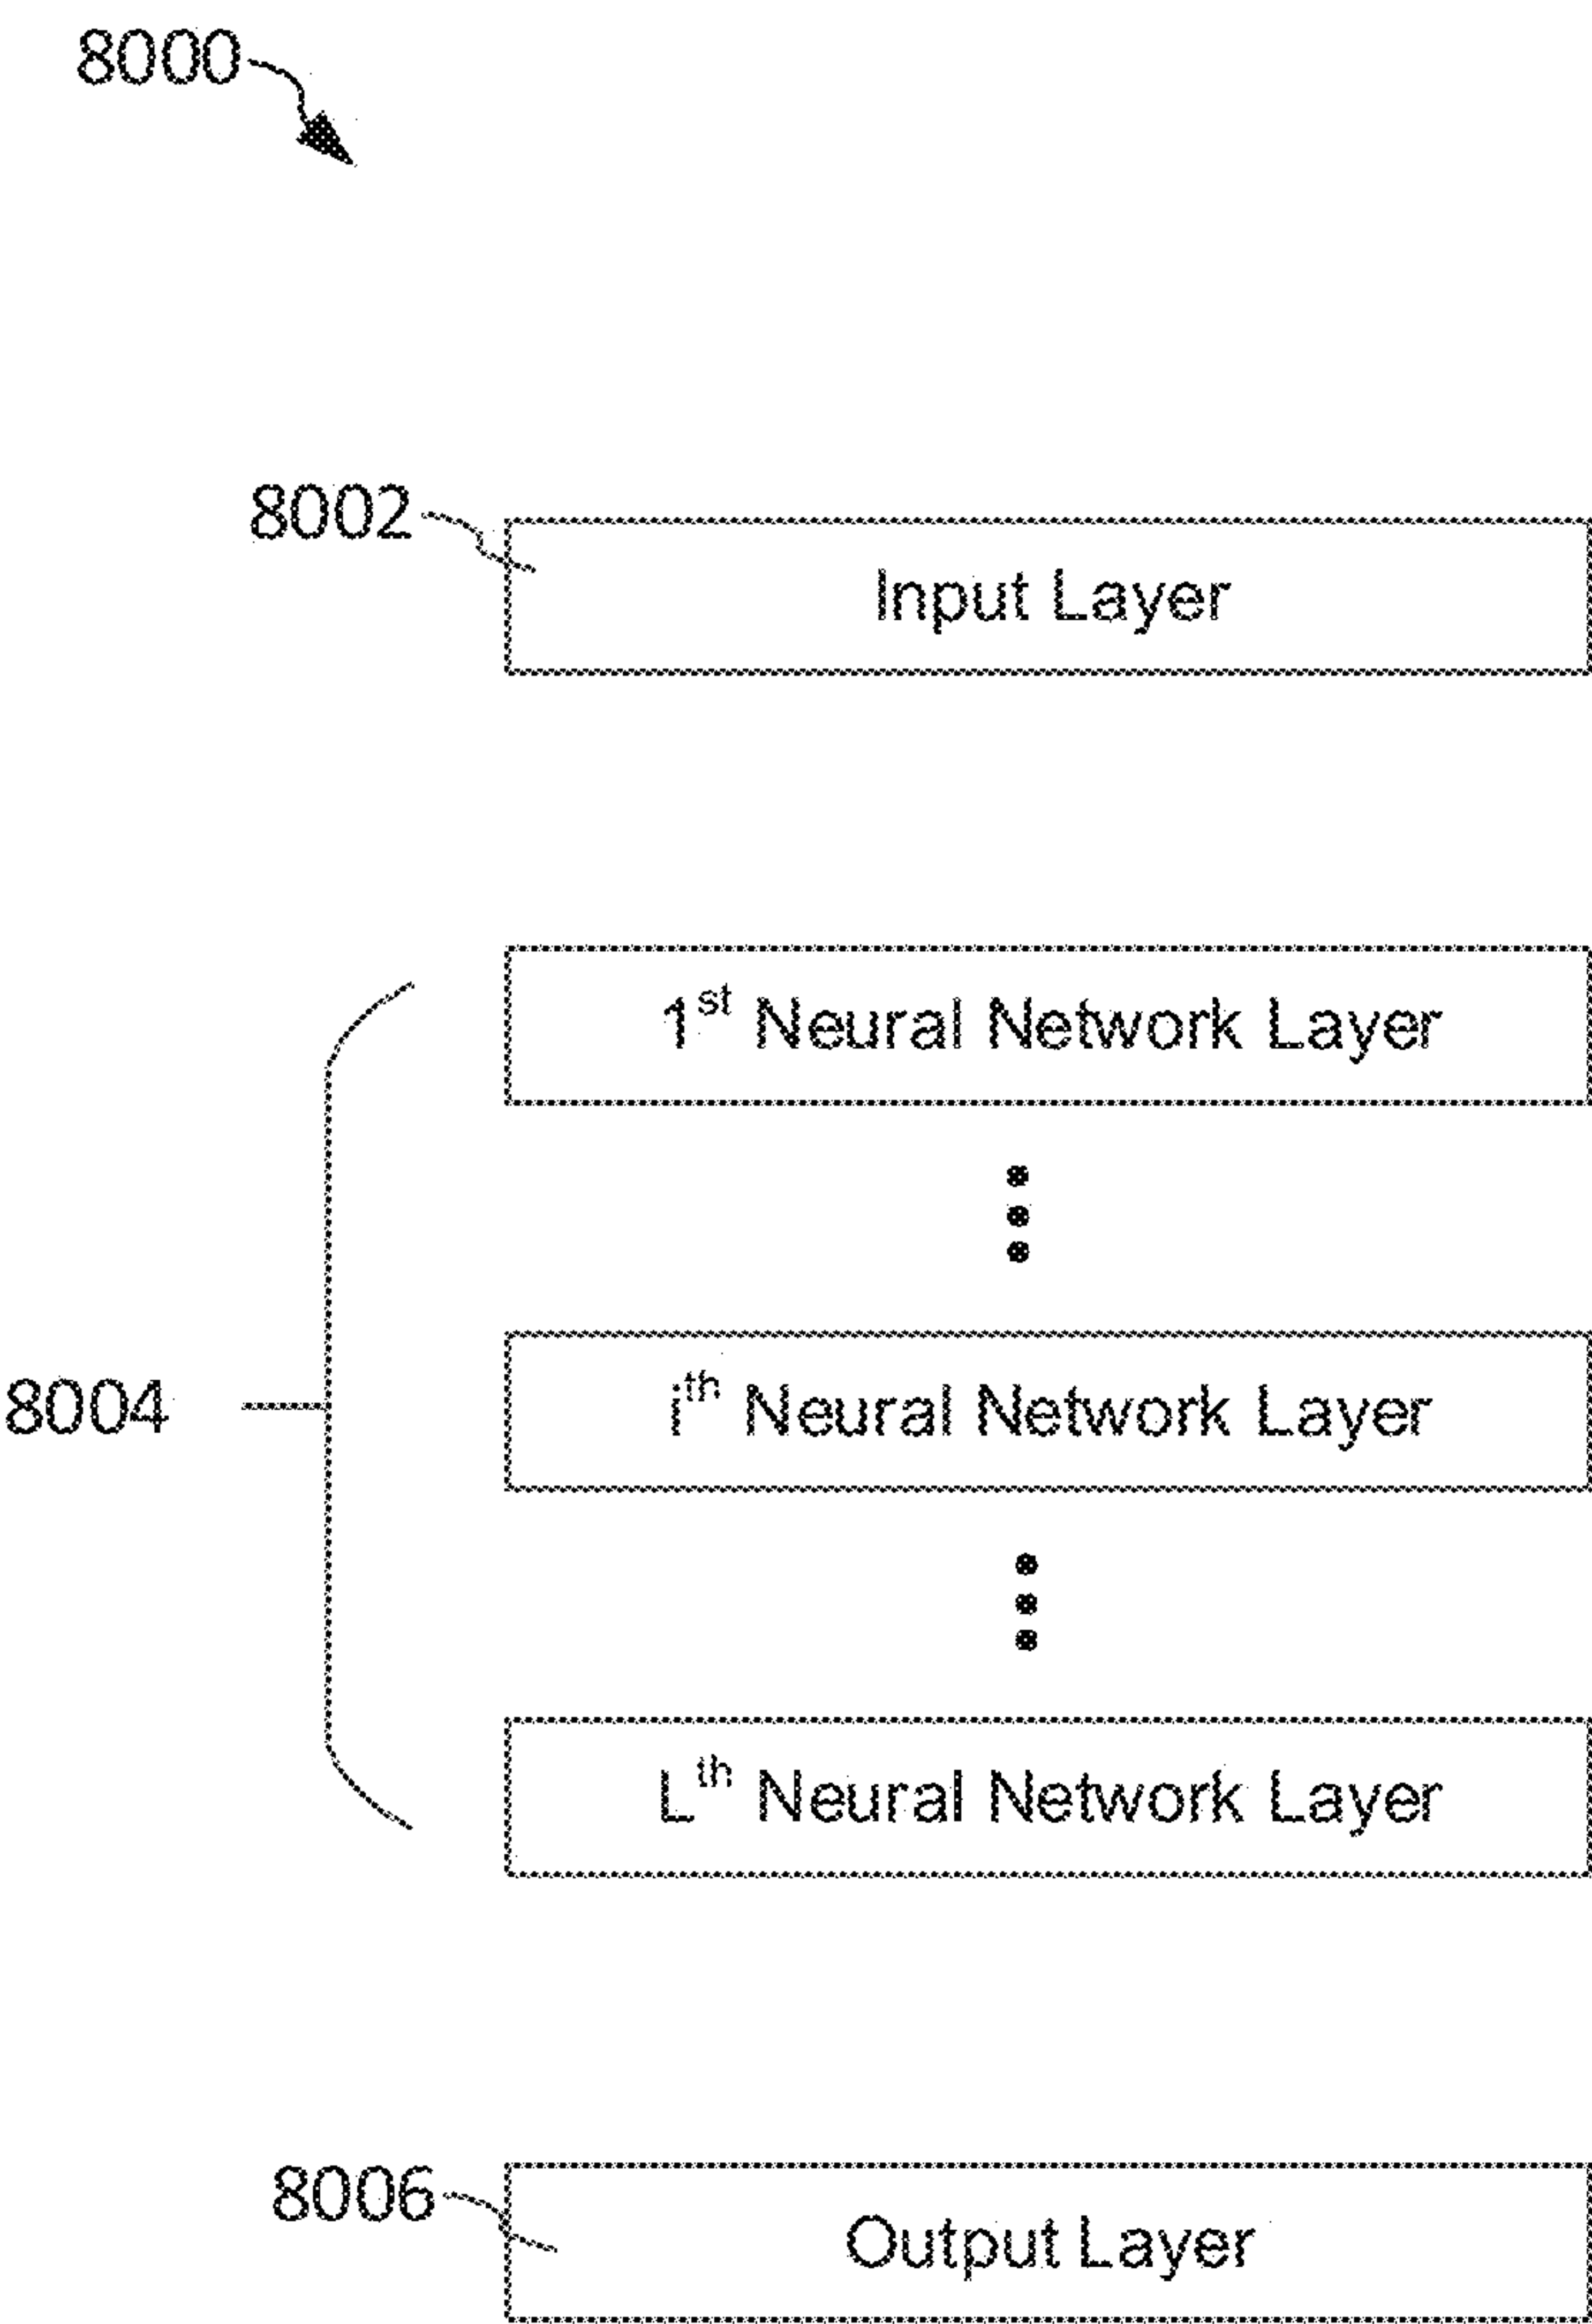 8000
8002
Input Layer
1st Neural Network Layer
8004
ith Neural Network Layer
Lth Neural Network Layer
8006
Output Layer